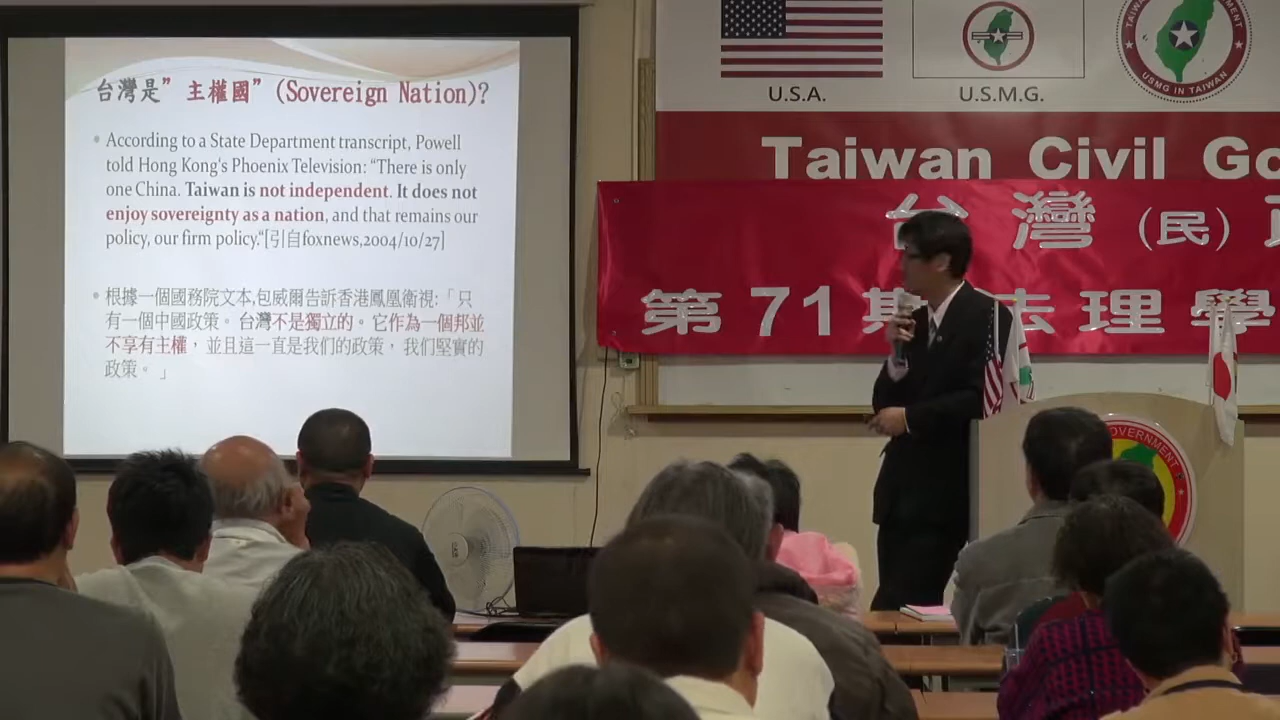 台灣是”主權國”(Sovereign Nation)?
According to a State Department transcript, Powell
told Hong Kong's Phoenix Television: “There is only
one China. Taiwan is not independent. It does not
enjoy sovereignty as a nation, and that remains our
policy, our firm policy.“[引自foxnews,2004/10/27]
根據一個國務院文本,包威爾告訴香港鳳凰衛視:「只
有一個中國政策。台灣不是獨立的。它作為一個邦並
不享有主權,並且這一直是我們的政策,我們堅實的
政策。」
U.S.A.
U.S.M.G.
USMG IN TAIWAN
Taiwan Civil Go
台灣(民)
第71期法理學
OVERNMENT